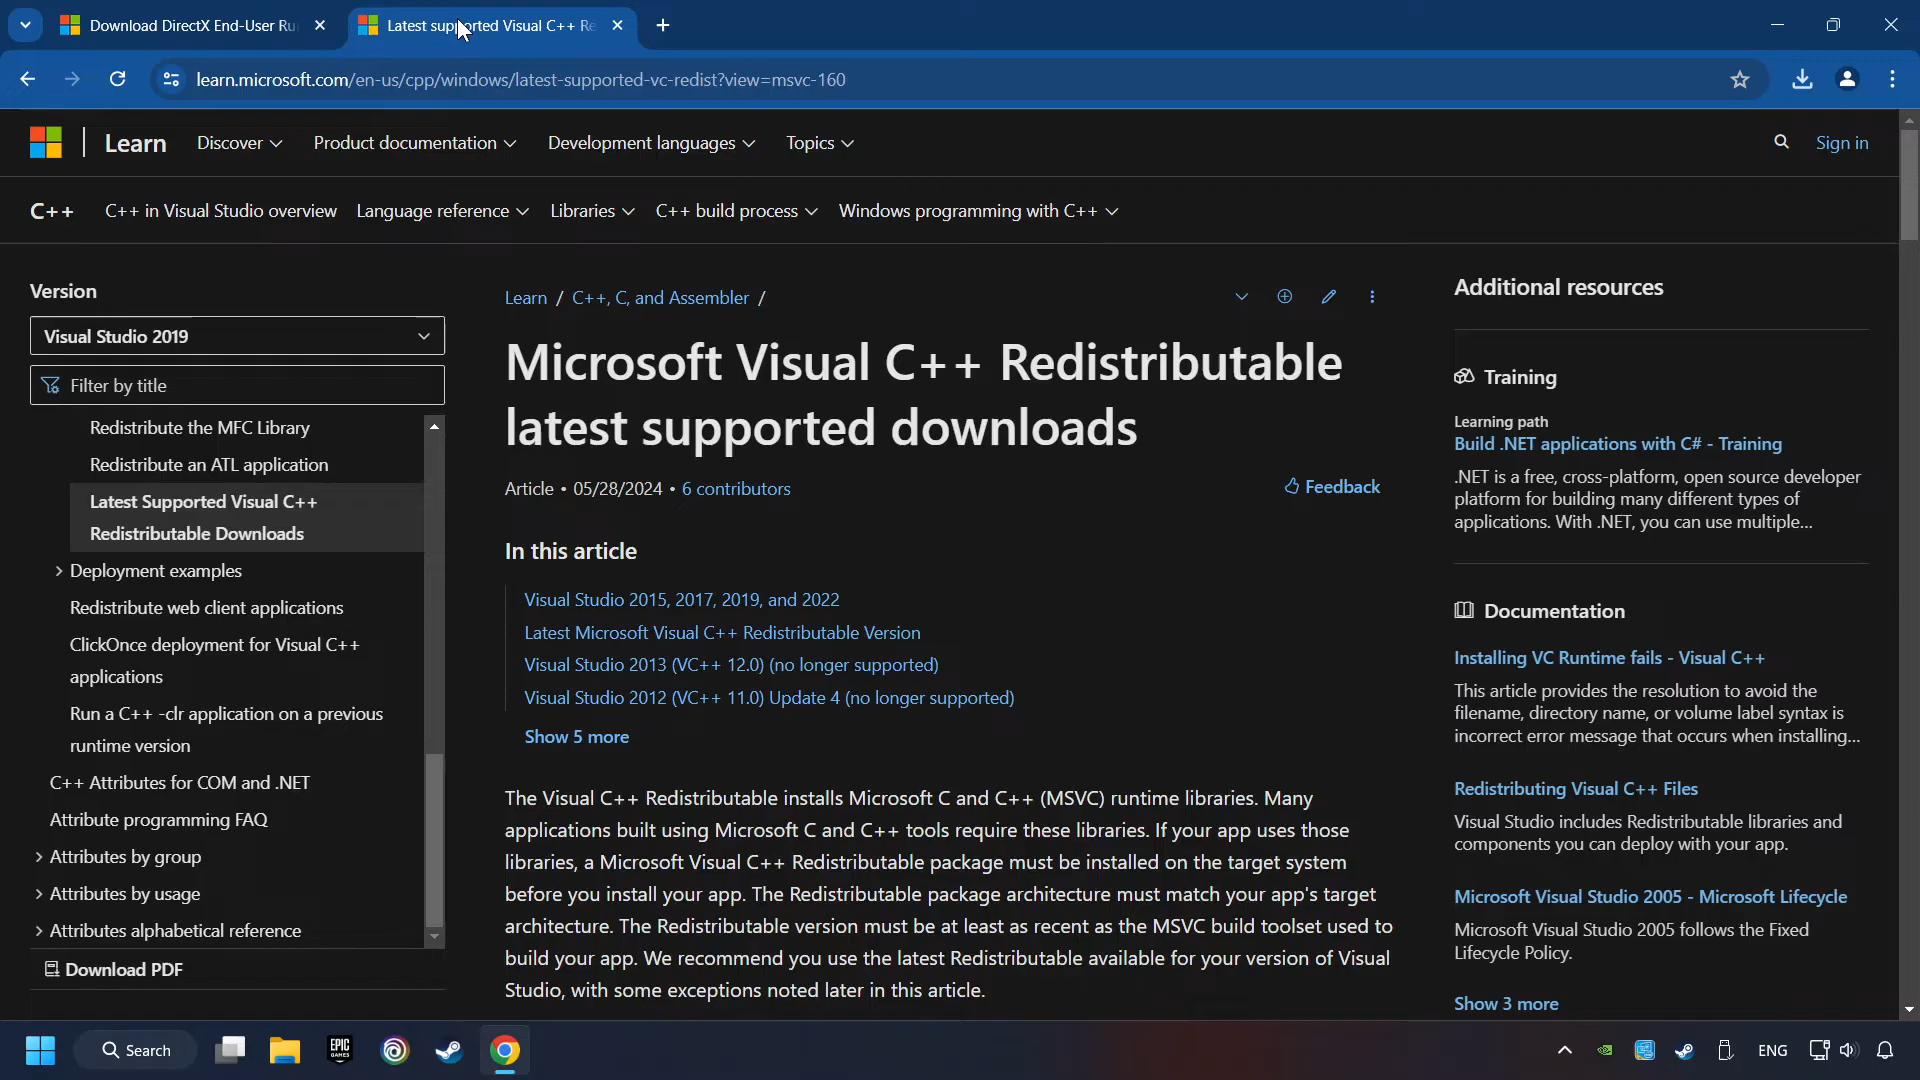 Download DirectX End-User Ru
Latest supported Visual C++ Re
learn.microsoft.com/en-us/cpp/windows/latest-supported-vc-redist?view=msvc-160
Learn
Discover
Product documentation
Development languages
Topics
Sign in
C++
C++ in Visual Studio overview
Language reference
Libraries
C++ build process
Windows programming with C++
Version
Visual Studio 2019
Filter by title
Redistribute the MFC Library
Redistribute an ATL application
Latest Supported Visual C++
Redistributable Downloads
Deployment examples
Redistribute web client applications
ClickOnce deployment for Visual C++
applications
Run a C++ -clr application on a previous
runtime version
C++ Attributes for COM and .NET
Attribute programming FAQ
Attributes by group
Attributes by usage
Attributes alphabetical reference
Download PDF
Learn / C++, C, and Assembler /
Microsoft Visual C++ Redistributable
latest supported downloads
Article • 05/28/2024 • 6 contributors
Feedback
In this article
Visual Studio 2015, 2017, 2019, and 2022
Latest Microsoft Visual C++ Redistributable Version
Visual Studio 2013 (VC++ 12.0) (no longer supported)
Visual Studio 2012 (VC++ 11.0) Update 4 (no longer supported)
Show 5 more
The Visual C++ Redistributable installs Microsoft C and C++ (MSVC) runtime libraries. Many
applications built using Microsoft C and C++ tools require these libraries. If your app uses those
libraries, a Microsoft Visual C++ Redistributable package must be installed on the target system
before you install your app. The Redistributable package architecture must match your app's target
architecture. The Redistributable version must be at least as recent as the MSVC build toolset used to
build your app. We recommend you use the latest Redistributable available for your version of Visual
Studio, with some exceptions noted later in this article.
Additional resources
Training
Learning path
Build .NET applications with C# - Training
.NET is a free, cross-platform, open source developer
platform for building many different types of
applications. With .NET, you can use multiple...
Documentation
Installing VC Runtime fails - Visual C++
This article provides the resolution to avoid the
filename, directory name, or volume label syntax is
incorrect error message that occurs when installing...
Redistributing Visual C++ Files
Visual Studio includes Redistributable libraries and
components you can deploy with your app.
Microsoft Visual Studio 2005 - Microsoft Lifecycle
Microsoft Visual Studio 2005 follows the Fixed
Lifecycle Policy.
Show 3 more
Search
EPIC
GAMES
ENG